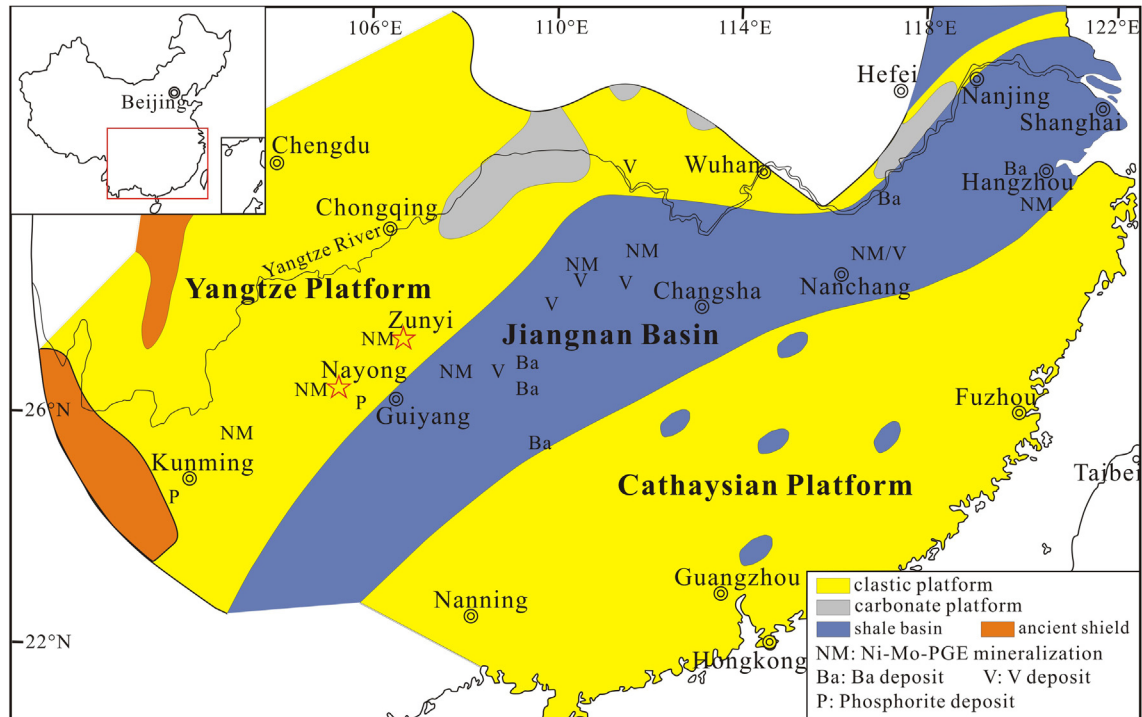 106°E
110°E
114°E
118°E
122°E
Beijing
Hefei
Nanjing
Shanghai
Chengdu
V
Wuhan
Ba
Hangzhou
NM
Ba
Chongqing
Yangtze River
NM
NM
NM/V
V
V
Yangtze Platform
Changsha
Nanchang
V
Zunyi
NM
Jiangnan Basin
Nayong
NM
P
NM
V
Ba
Ba
26°N
Guiyang
Fuzhou
NM
Ba
Kunming
P
Taibei
Cathaysian Platform
Guangzhou
Nanning
22°N
Hongkong
clastic platform
carbonate platform
shale basin
ancient shield
NM: Ni-Mo-PGE mineralization
Ba: Ba deposit
V: V deposit
P: Phosphorite deposit